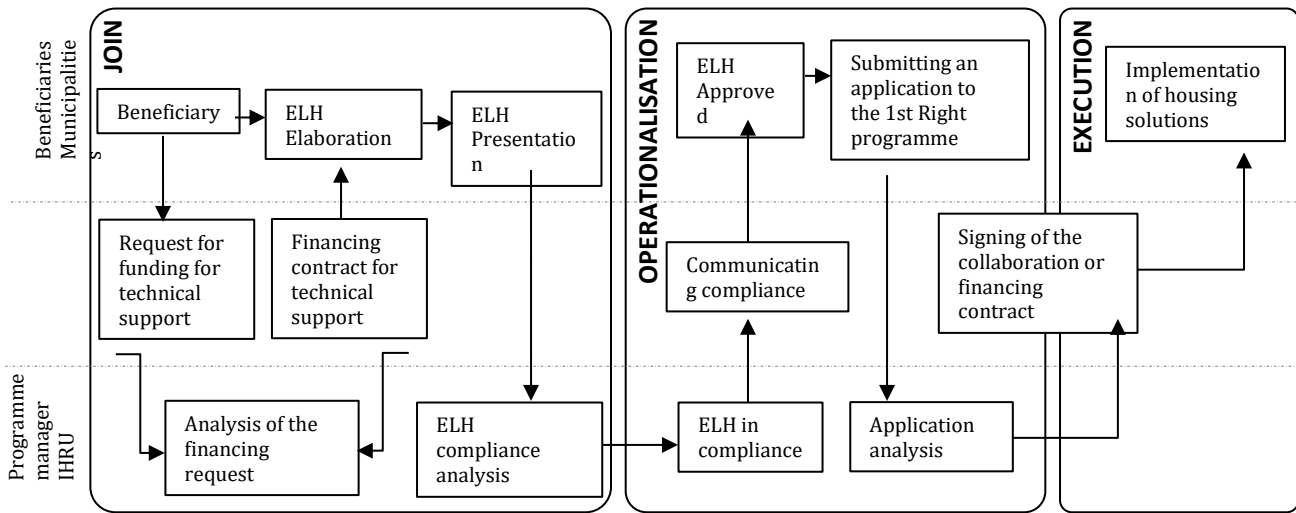 Beneficiaries
Municipalitie
s
JOIN
Beneficiary
ELH
Elaboration
ELH
Presentatio
n
Request for
funding for
technical
support
Financing
contract for
technical
support
Programme
manager
IHRU
Analysis of the
financing
request
ELH
compliance
analysis
OPERATIONALISATION
ELH
Approve
d
Submitting an
application to
the 1st Right
programme
Communicatin
g compliance
ELH in
compliance
Application
analysis
EXECUTION
Implementatio
n of housing
solutions
Signing of the
collaboration or
financing
contract